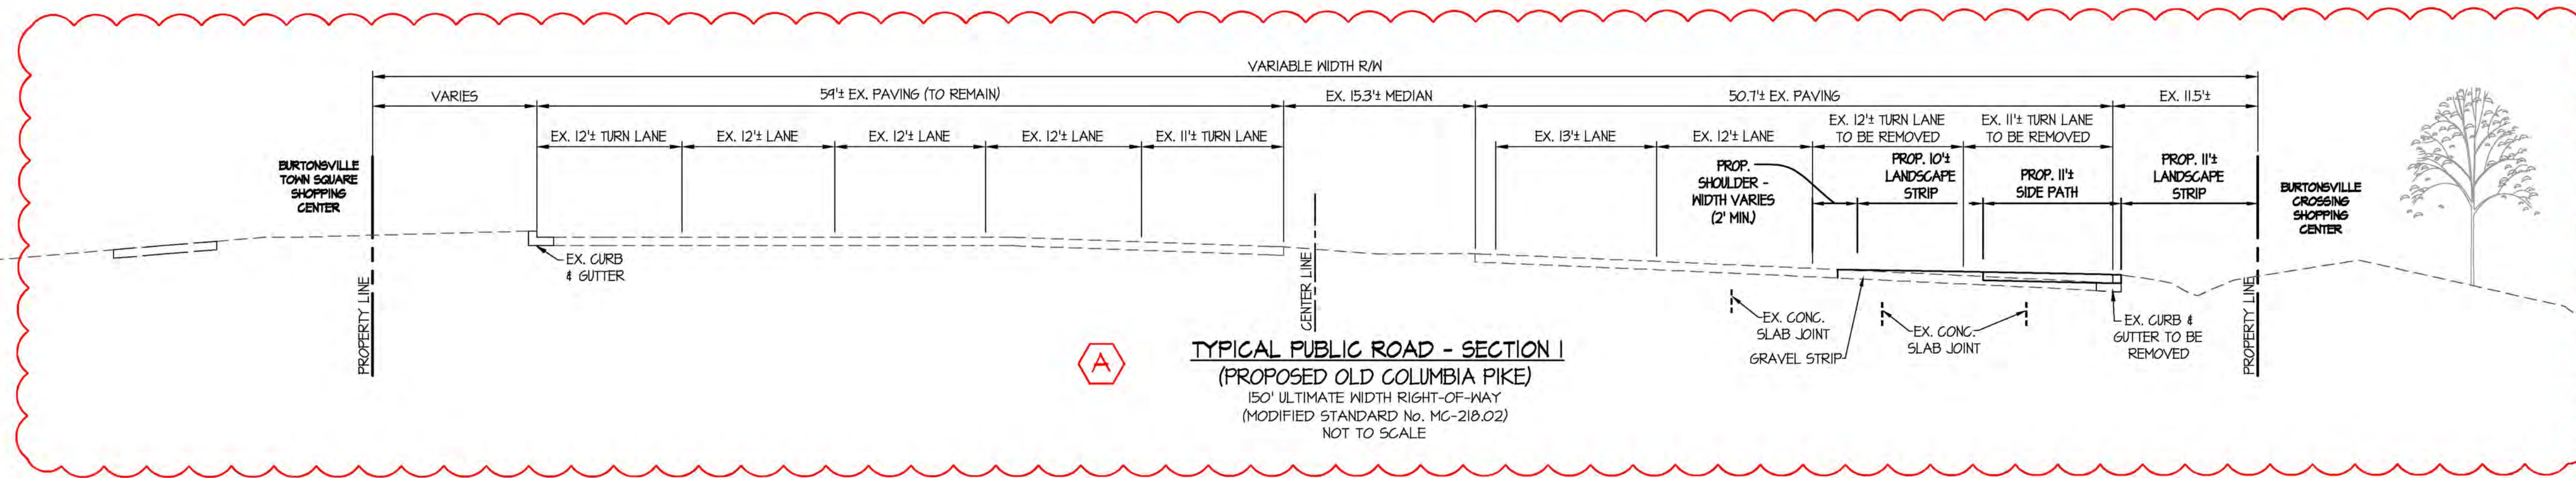 VARIABLE WIDTH R/W
VARIES
59'± EX. PAVING (TO REMAIN)
EX. 15.3'± MEDIAN
50.7'± EX. PAVING
EX. 11.5'±
EX. 12'± TURN LANE
EX. 12'± LANE
EX. 12'± LANE
EX. 12'± LANE
EX. 11'± TURN LANE
EX. 13'± LANE
EX. 12'± LANE
EX. 12'± TURN LANE
TO BE REMOVED
EX. 11'± TURN LANE
TO BE REMOVED
BURTONSVILLE
TOWN SQUARE
SHOPPING
CENTER
PROP.
SHOULDER -
WIDTH VARIES
(2' MIN.)
PROP. 10'±
LANDSCAPE
STRIP
PROP. 11'±
SIDE PATH
PROP. 11'±
LANDSCAPE
STRIP
BURTONSVILLE
CROSSING
SHOPPING
CENTER
PROPERTY LINE
EX. CURB
& GUTTER
CENTER LINE
EX. CONC.
SLAB JOINT
GRAVEL STRIP
EX. CONC.
SLAB JOINT
EX. CURB &
GUTTER TO BE
REMOVED
PROPERTY LINE
A
TYPICAL PUBLIC ROAD - SECTION 1
(PROPOSED OLD COLUMBIA PIKE)
150' ULTIMATE WIDTH RIGHT-OF-WAY
(MODIFIED STANDARD No. MC-218.02)
NOT TO SCALE